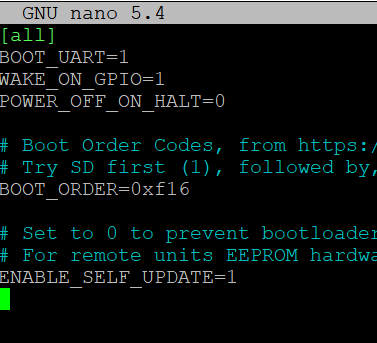 GNU nano 5.4
[all]
BOOT_UART=1
WAKE_ON_GPIO=1
POWER_OFF_ON_HALT=0
# Boot Order Codes, from https:/
# Try SD first (1), followed by,
BOOT_ORDER=0xf16
# Set to 0 to prevent bootloader
# For remote units EEPROM hardwa
ENABLE_SELF_UPDATE=1